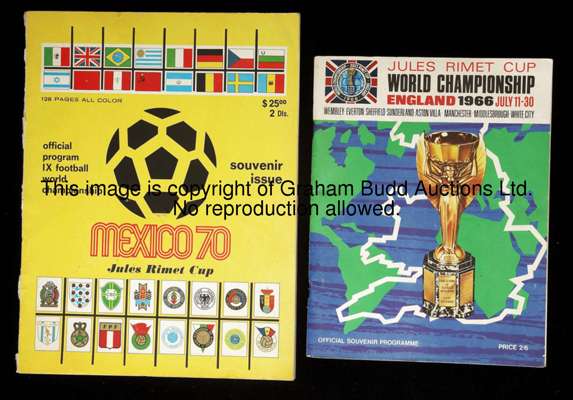 128 PAGES ALL COLOR
$ 25.00
2 Dls.
official
program
IX football
world
championship
souvenir
issue
MEXICO 70
Jules Rimet Cup
JULES RIMET CUP
WORLD CHAMPIONSHIP
ENGLAND 1966 JULY 11-30
WEMBLEY·EVERTON·SHEFFIELD·SUNDERLAND·ASTON VILLA·MANCHESTER·MIDDLESBROUGH·WHITE CITY
OFFICIAL SOUVENIR PROGRAMME
PRICE 2/6
This image is copyright of Graham Budd Auctions Ltd.
No reproduction allowed.